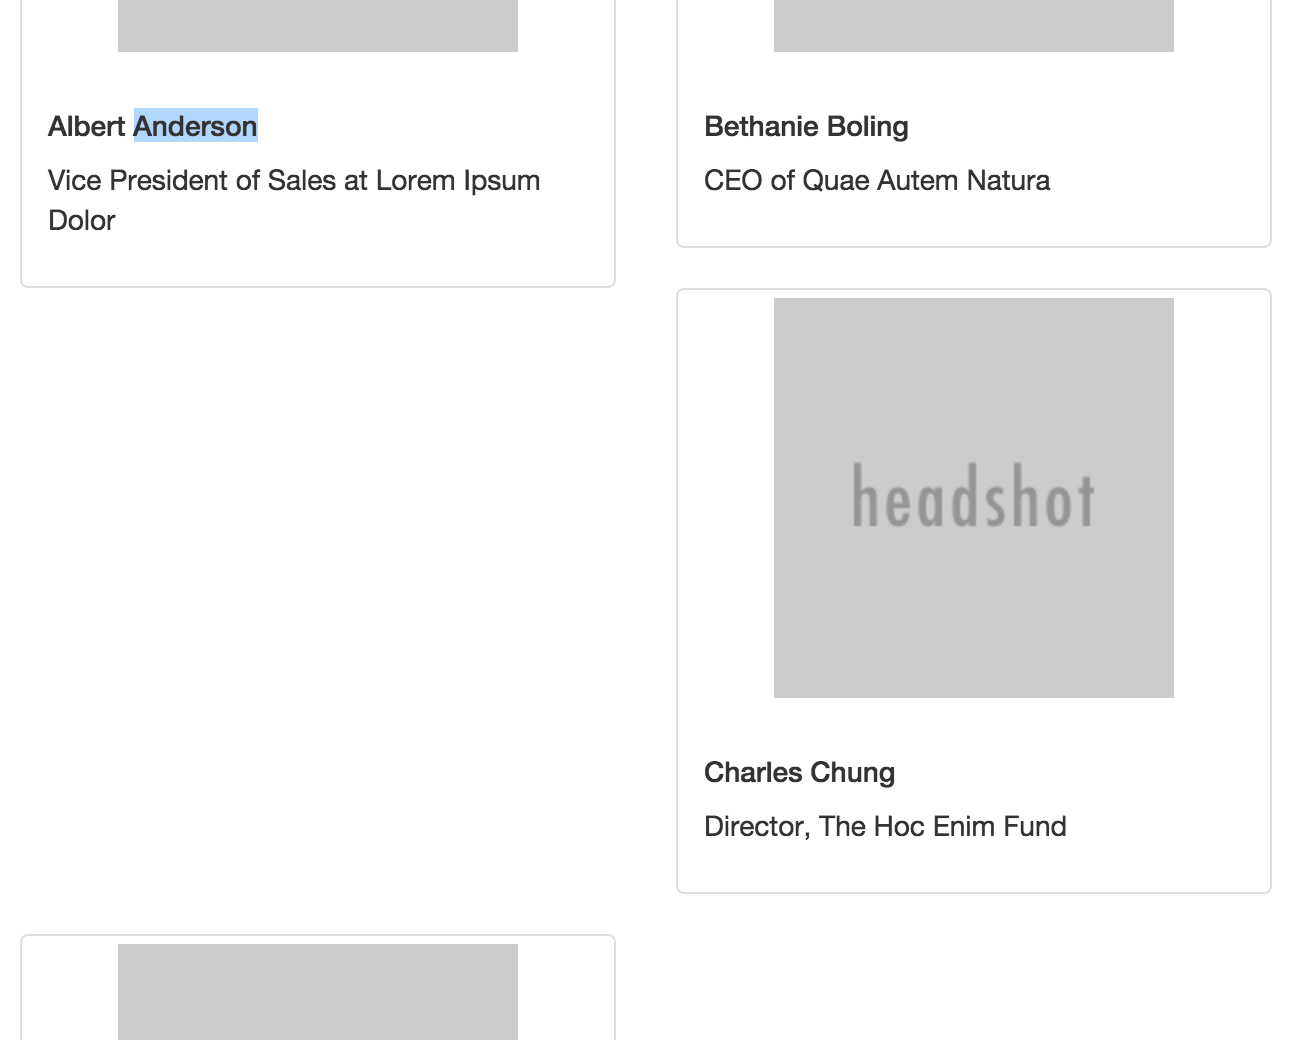 Albert Anderson
Vice President of Sales at Lorem Ipsum
Dolor
Bethanie Boling
CEO of Quae Autem Natura
headshot
Charles Chung
Director, The Hoc Enim Fund